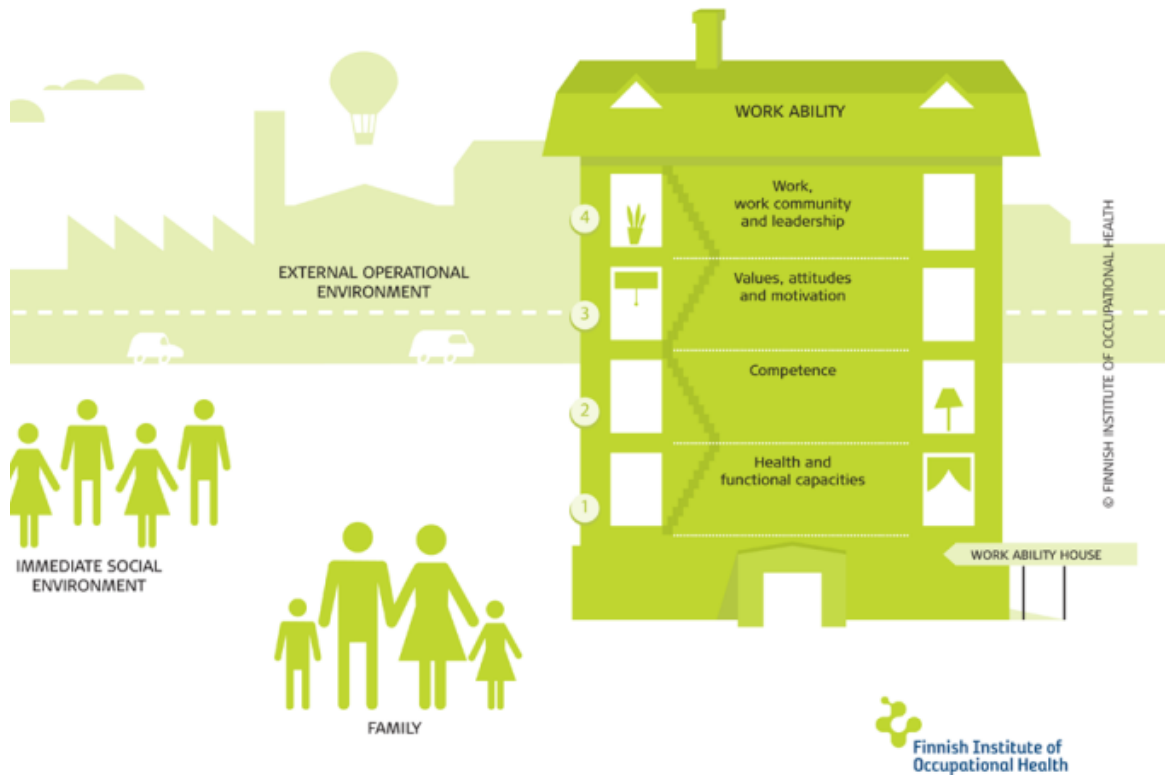 WORK ABILITY
4
Work,
work community
and leadership
EXTERNAL OPERATIONAL
ENVIRONMENT
3
Values, attitudes
and motivation
2
Competence
1
Health and
functional capacities
WORK ABILITY HOUSE
© FINNISH INSTITUTE OF OCCUPATIONAL HEALTH
IMMEDIATE SOCIAL
ENVIRONMENT
FAMILY
Finnish Institute of
Occupational Health